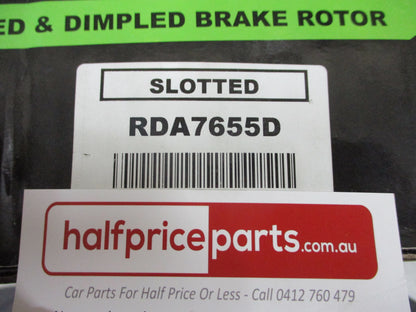 ED & DIMPLED BRAKE ROTOR
SLOTTED
RDA7655D
halfpriceparts.com.au
Car Parts For Half Price Or Less - Call 0412 760 479